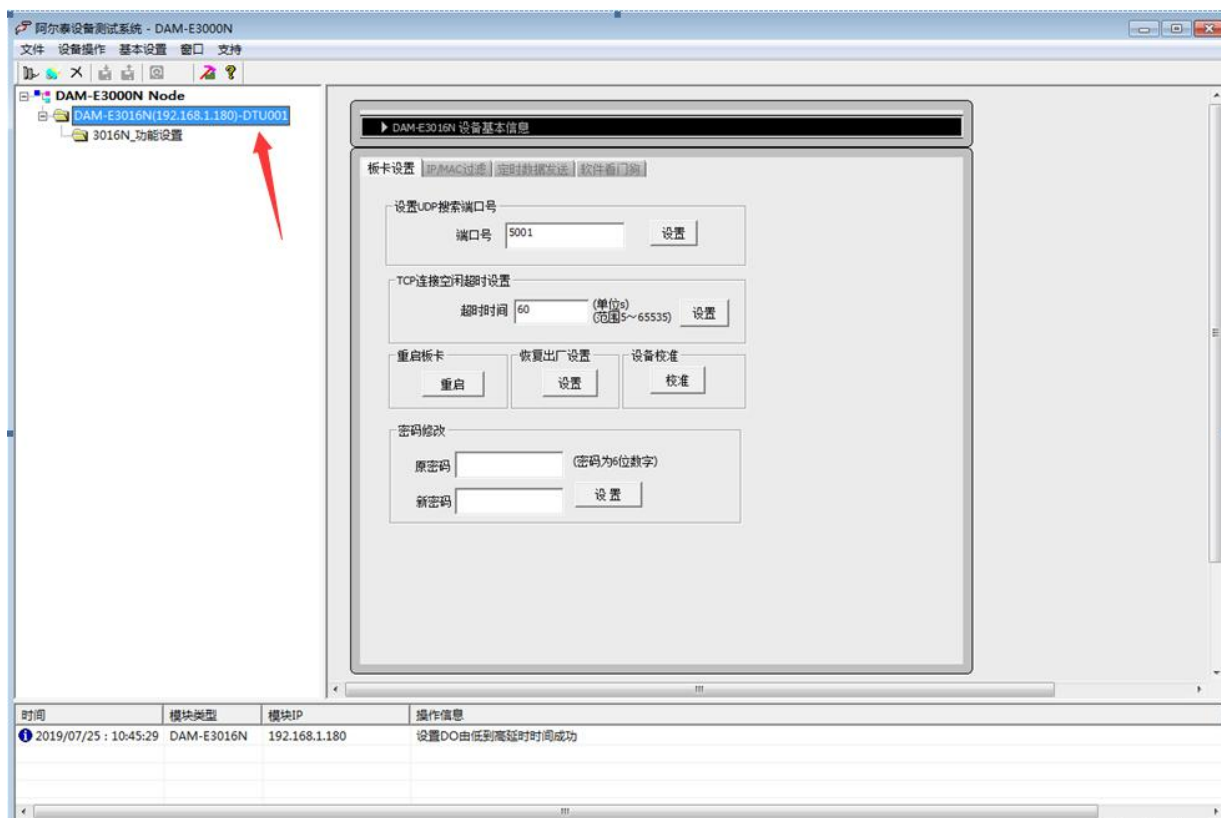 阿尔泰设备测试系统 - DAM-E3000N
文件 设备操作 基本设置 窗口 支持
DAM-E3000N Node
DAM-E3016N(192.168.1.180)-DTU001
3016N_功能设置
DAM-E3016N 设备基本信息
板卡设置 IP/MAC过滤 定时数据发送 软件看门狗
设置UDP搜索端口号
端口号 5001 设置
TCP连接空闲超时设置
超时时间 60 (单位s) (范围5～65535) 设置
重启板卡 恢复出厂设置 设备校准
重启 设置 校准
密码修改
原密码 (密码为6位数字)
新密码 设置
时间 模块类型 模块IP 操作信息
2019/07/25 : 10:45:29 DAM-E3016N 192.168.1.180 设置DO由低到高延时时间成功